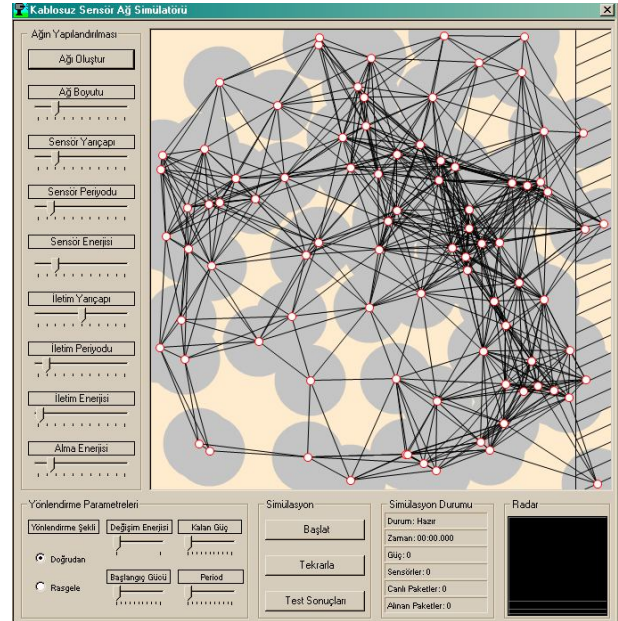 Kablosuz Sensör Ağ Simülatörü
Ağın Yapılandırılması
Ağı Oluştur
Ağ Boyutu
Sensör Yarıçapı
Sensör Periyodu
Sensör Enerjisi
İletim Yarıçapı
İletim Periyodu
İletim Enerjisi
Alma Enerjisi
Yönlendirme Parametreleri
Yönlendirme Şekli
Doğrudan
Rasgele
Değişim Enerjisi
Kalan Güç
Başlangıç Gücü
Period
Simülasyon
Başlat
Tekrarla
Test Sonuçları
Simülasyon Durumu
Durum: Hazır
Zaman: 00:00.000
Güç: 0
Sensörler: 0
Canlı Paketler: 0
Alınan Paketler: 0
Radar